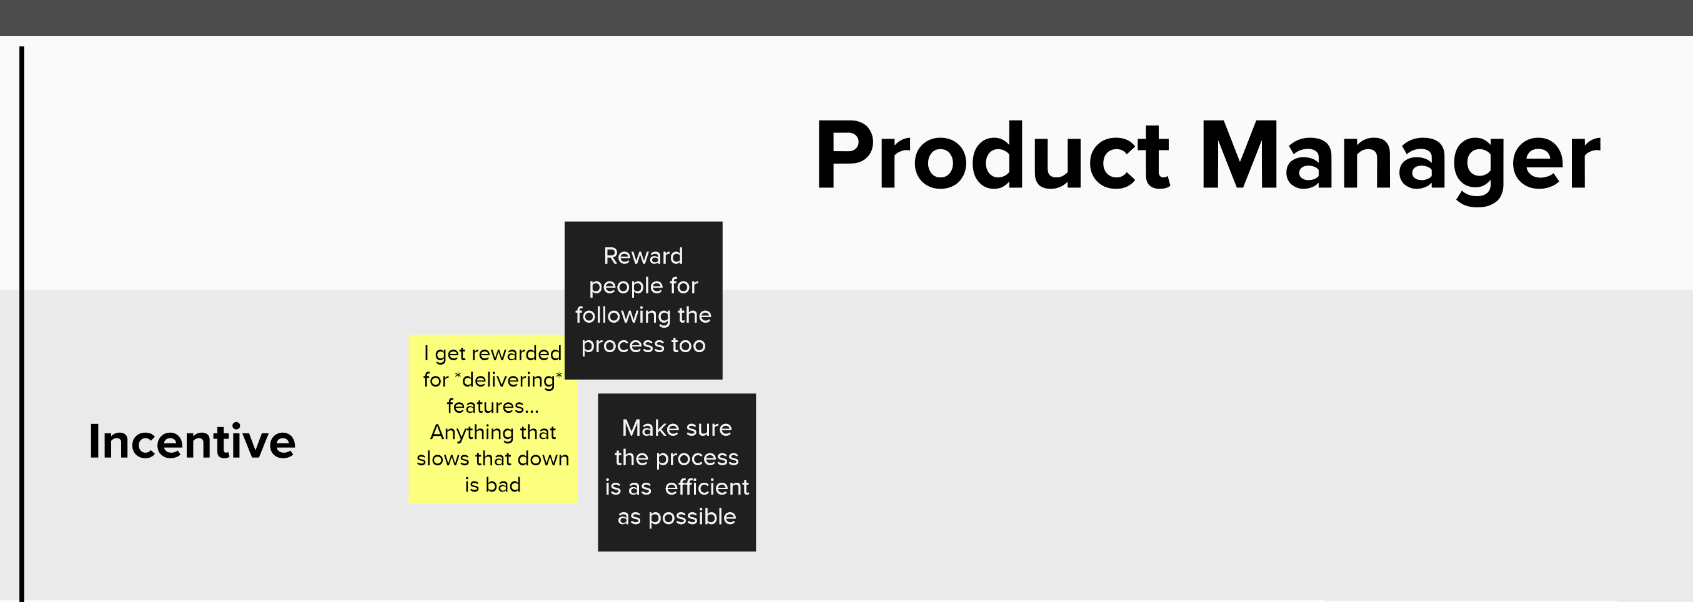 Product Manager
Reward
people for
following the
process too
I get rewarded
for *delivering*
features...
Anything that
slows that down
is bad
Incentive
Make sure
the process
is as  efficient
as possible